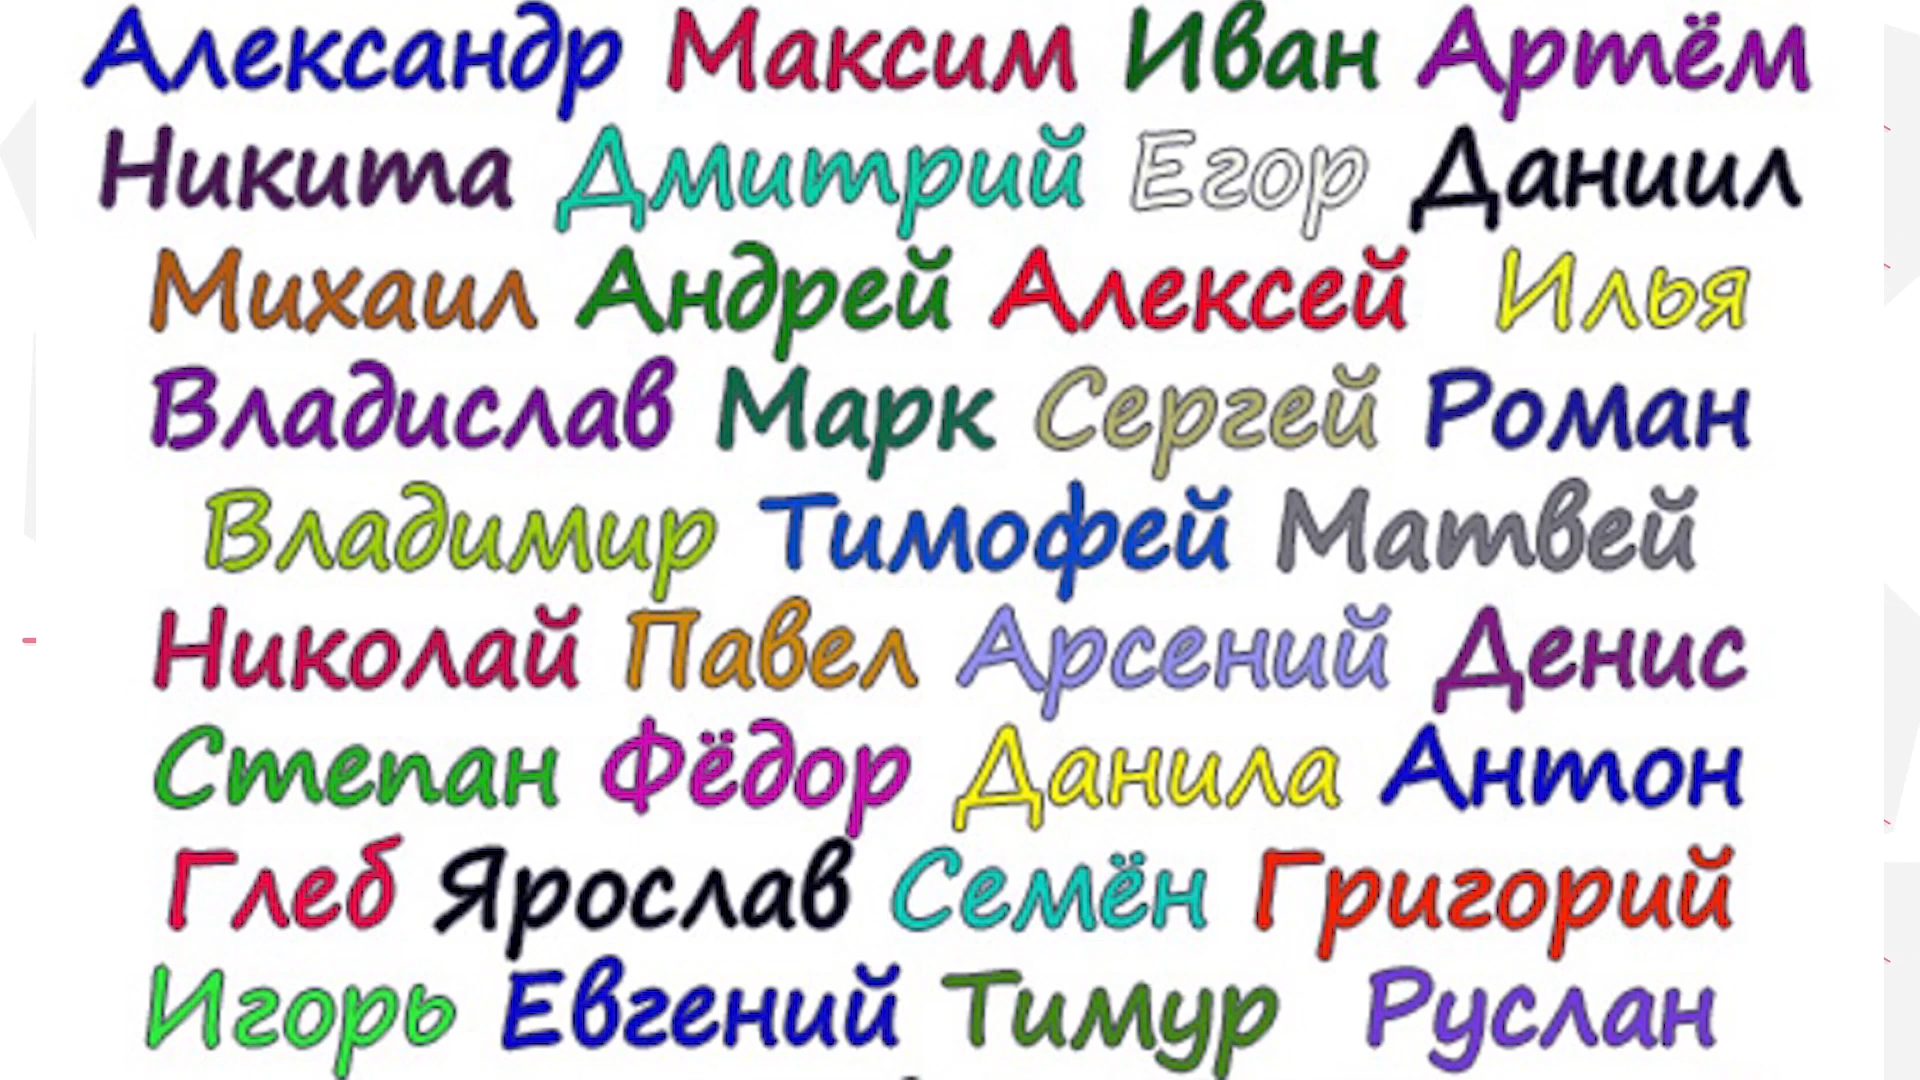 Александр Максим Иван Артём
Никита Дмитрий Егор Даниил
Михаил Андрей Алексей Илья
Владислав Марк Сергей Роман
Владимир Тимофей Матвей
Николай Павел Арсений Денис
Степан Фёдор Данила Антон
Глеб Ярослав Семён Григорий
Игорь Евгений Тимур Руслан